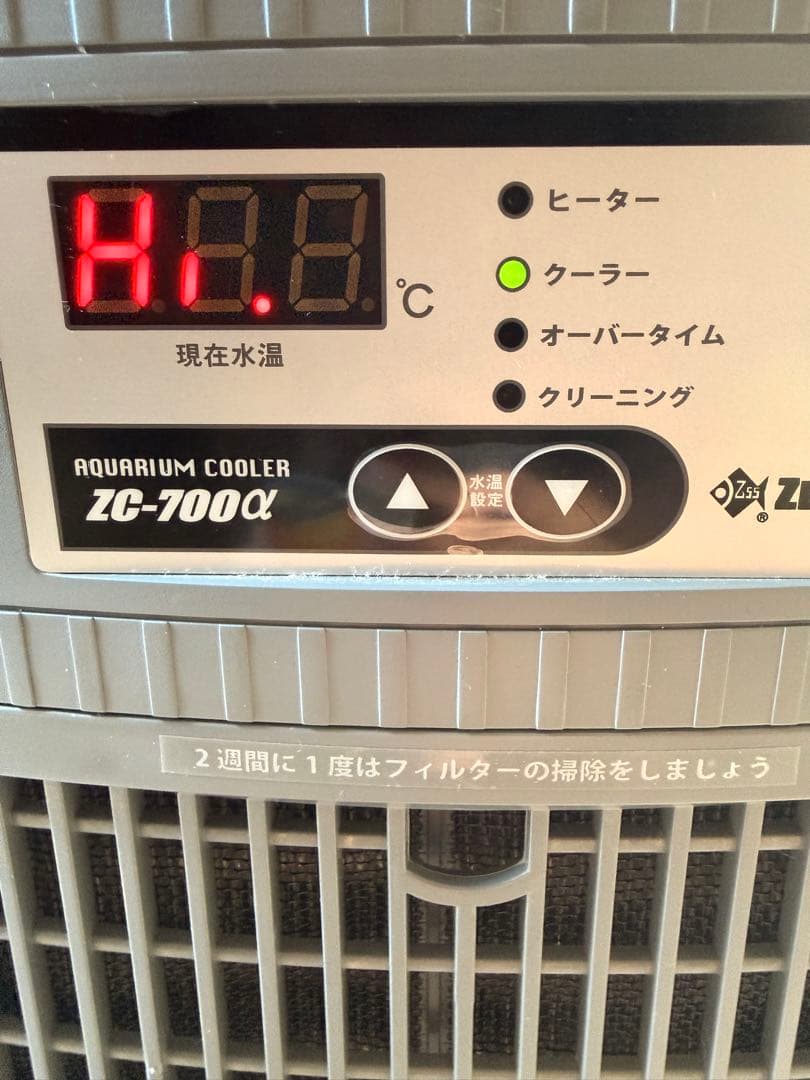 Hi.
℃
現在水温
ヒーター
クーラー
オーバータイム
クリーニング
AQUARIUM COOLER
ZC-700α
▲
水温
設定
▼
Zss
®
2週間に1度はフィルターの掃除をしましょう